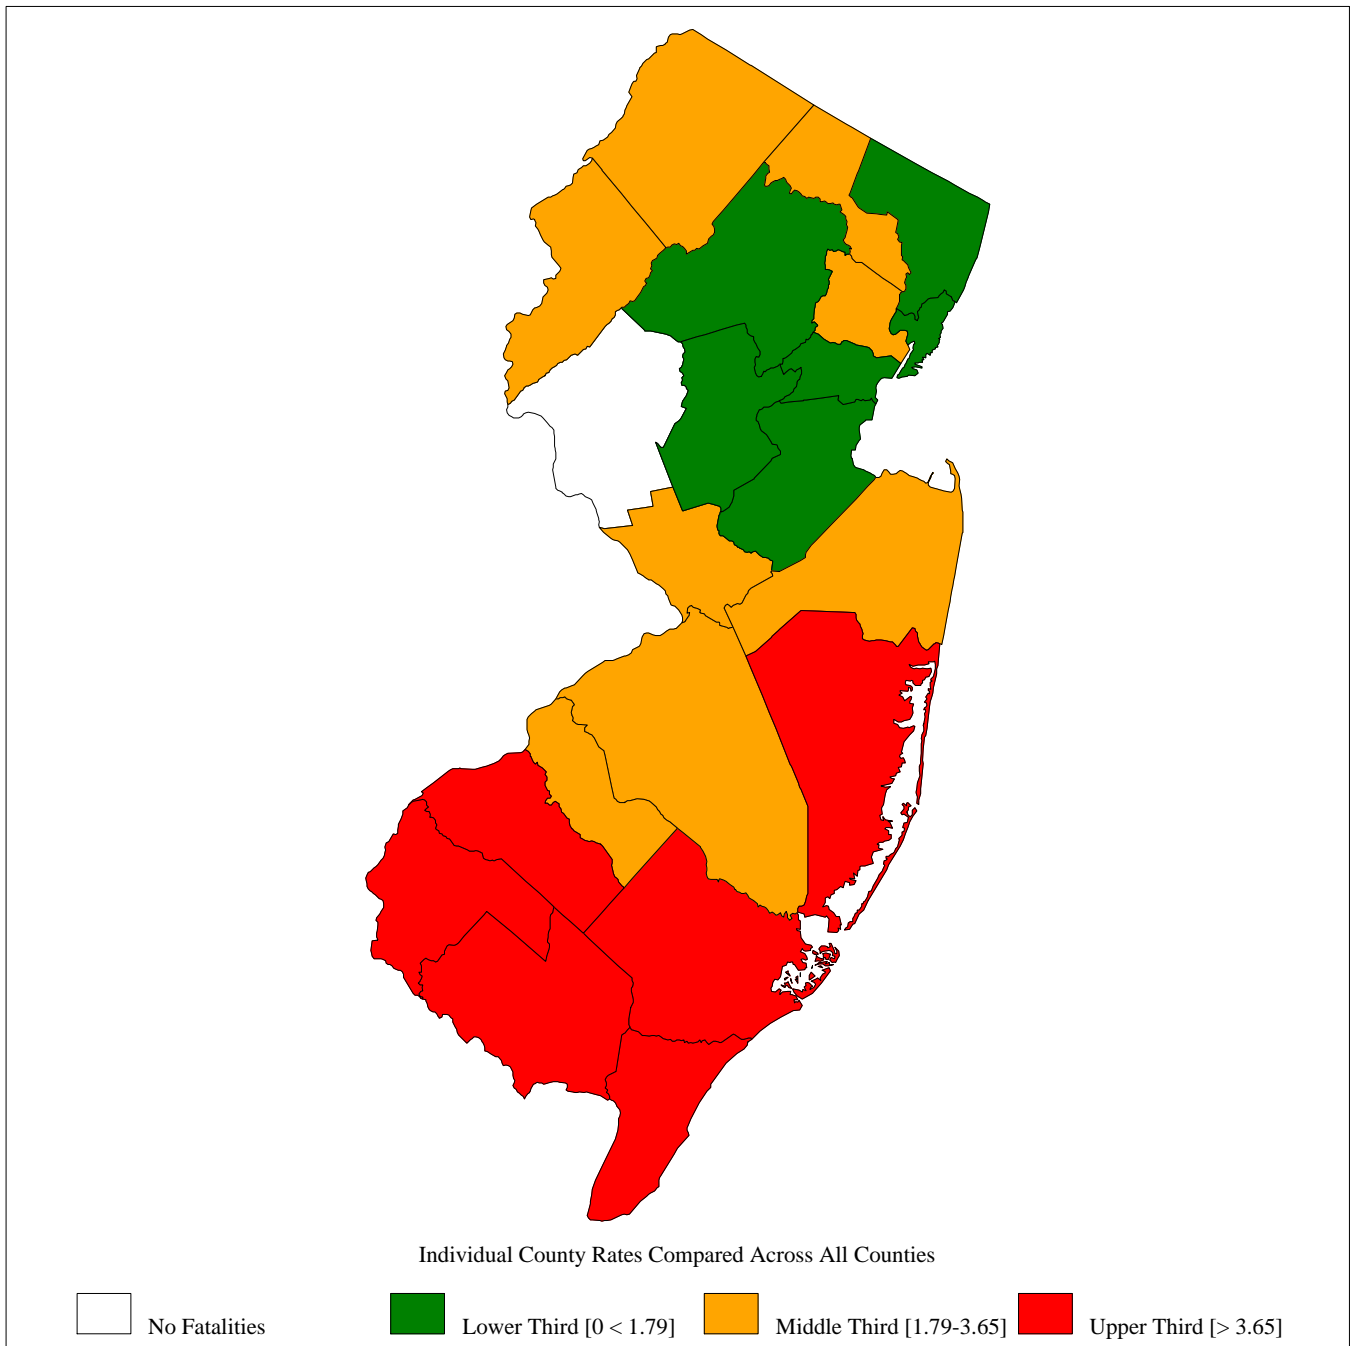 Individual County Rates Compared Across All Counties
No Fatalities
Lower Third [0 < 1.79]
Middle Third [1.79-3.65]
Upper Third [> 3.65]